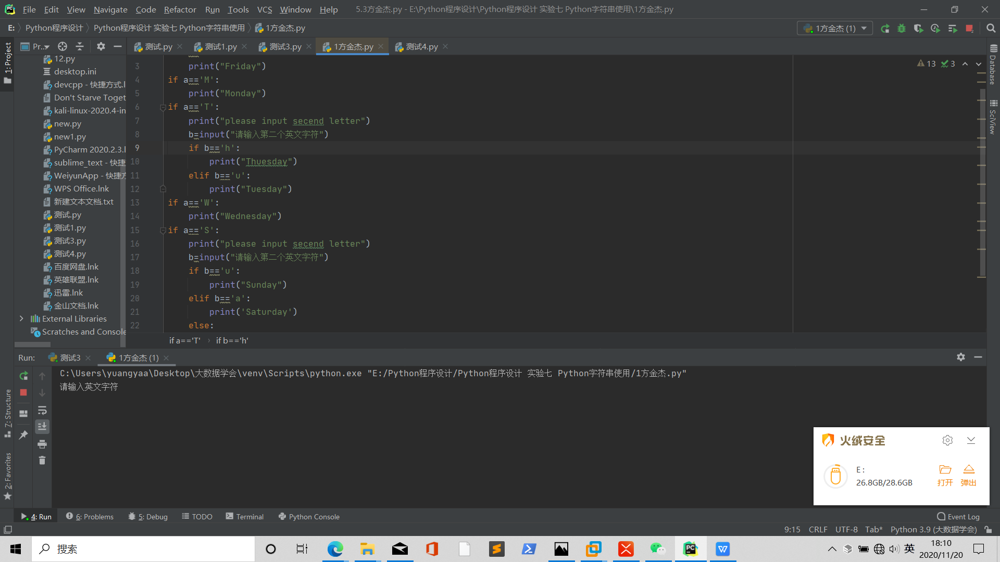 File Edit View Navigate Code Refactor Run Tools VCS Window Help 5.3方金杰.py - E:\Python程序设计\Python程序设计 实验七 Python字符串使用\1方金杰.py
E: Python程序设计 Python程序设计 实验七 Python字符串使用 1方金杰.py 1方金杰 (1)
Pr... 测试.py 测试1.py 测试3.py 1方金杰.py 测试4.py
1: Project
12.py
desktop.ini
devcpp - 快捷方式.l
Don't Starve Toget
kali-linux-2020.4-in
new.py
new1.py
PyCharm 2020.2.3.l
sublime_text - 快捷
WeiyunApp - 快捷方
WPS Office.lnk
新建文本文档.txt
测试.py
测试1.py
测试3.py
测试4.py
百度网盘.lnk
英雄联盟.lnk
迅雷.lnk
金山文档.lnk
External Libraries
Scratches and Console
13 3
3 print("Friday")
4 if a=='M':
5 print("Monday")
6 if a=='T':
7 print("please input secend letter")
8 b=input("请输入第二个英文字符")
9 if b=='h':
10 print("Thuesday")
11 elif b=='u':
12 print("Tuesday")
13 if a=='W':
14 print("Wednesday")
15 if a=='S':
16 print("please input secend letter")
17 b=input("请输入第二个英文字符")
18 if b=='u':
19 print("Sunday")
20 elif b=='a':
21 print('Saturday')
22 else:
if a=='T' › if b=='h'
Database
SciView
Run: 测试3 1方金杰 (1)
C:\Users\yuangyaa\Desktop\大数据学会\venv\Scripts\python.exe "E:/Python程序设计/Python程序设计 实验七 Python字符串使用/1方金杰.py"
请输入英文字符
7: Structure
2: Favorites
火绒安全
E:
26.8GB/28.6GB
打开 弹出
4: Run 6: Problems 5: Debug TODO Terminal Python Console Event Log
9:15 CRLF UTF-8 Tab* Python 3.9 (大数据学会)
搜索
英
18:10
2020/11/20